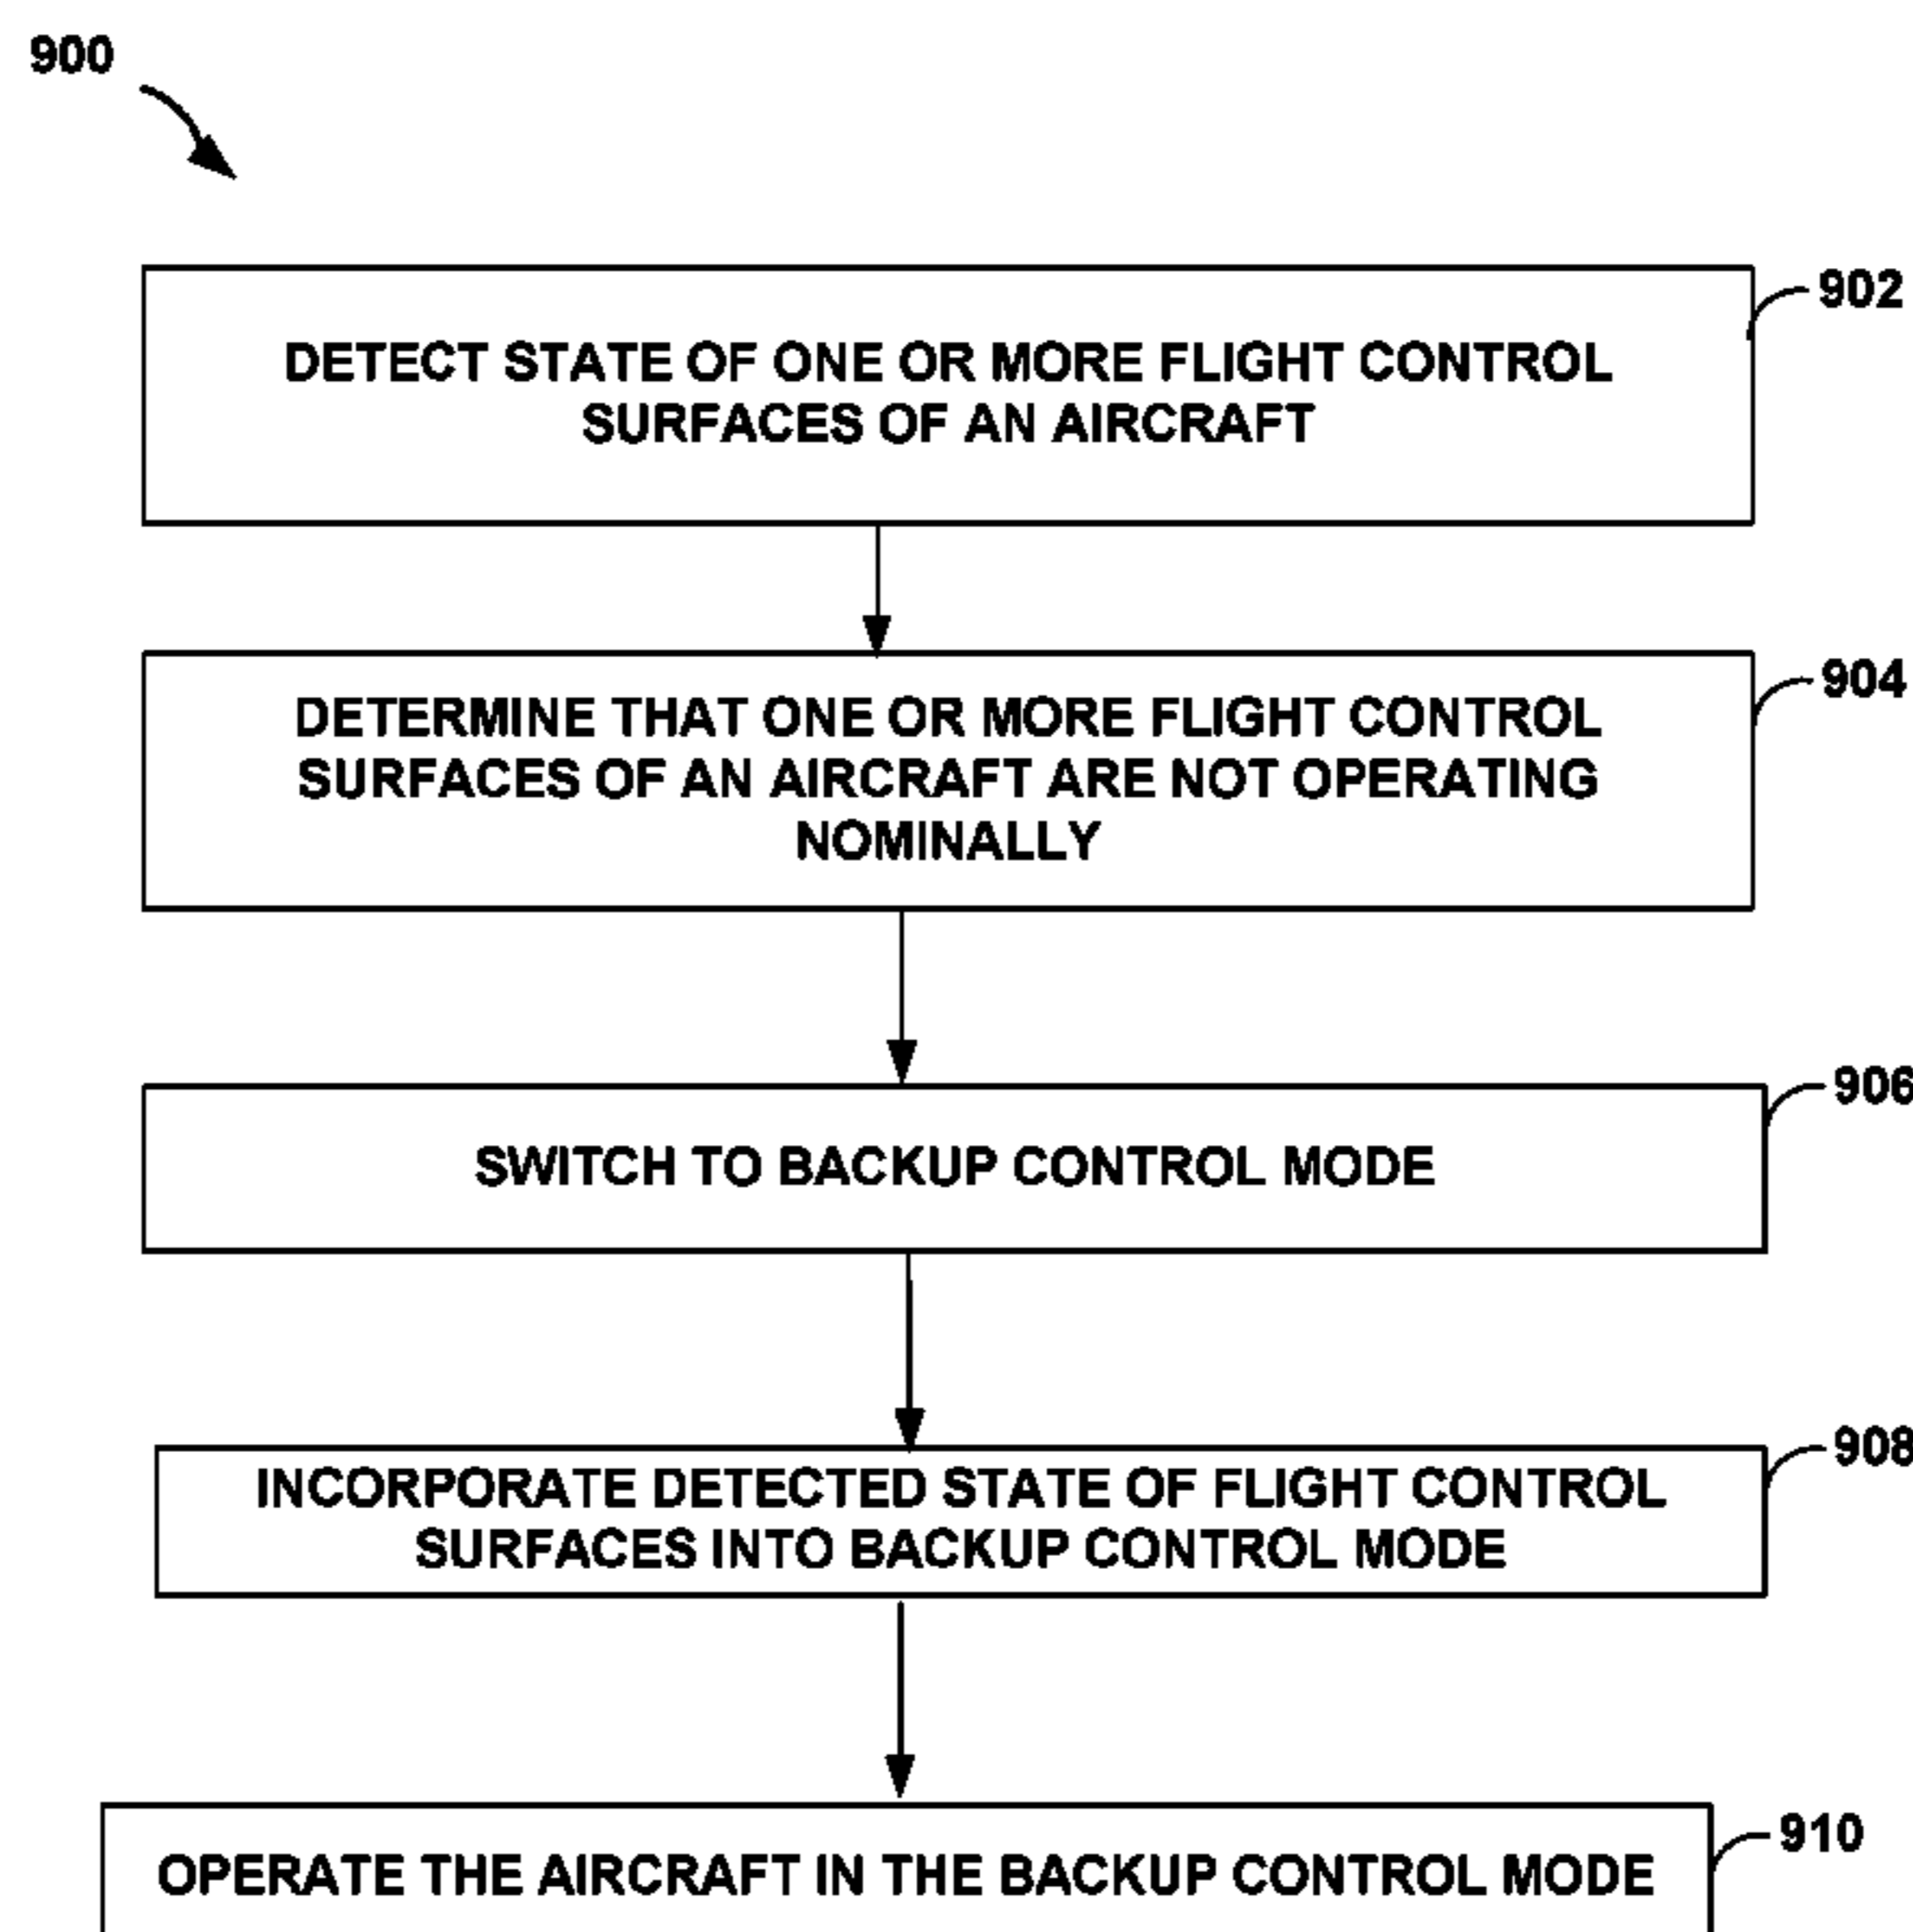 900
902
DETECT STATE OF ONE OR MORE FLIGHT CONTROL
SURFACES OF AN AIRCRAFT
904
DETERMINE THAT ONE OR MORE FLIGHT CONTROL
SURFACES OF AN AIRCRAFT ARE NOT OPERATING
NOMINALLY
906
SWITCH TO BACKUP CONTROL MODE
908
INCORPORATE DETECTED STATE OF FLIGHT CONTROL
SURFACES INTO BACKUP CONTROL MODE
910
OPERATE THE AIRCRAFT IN THE BACKUP CONTROL MODE